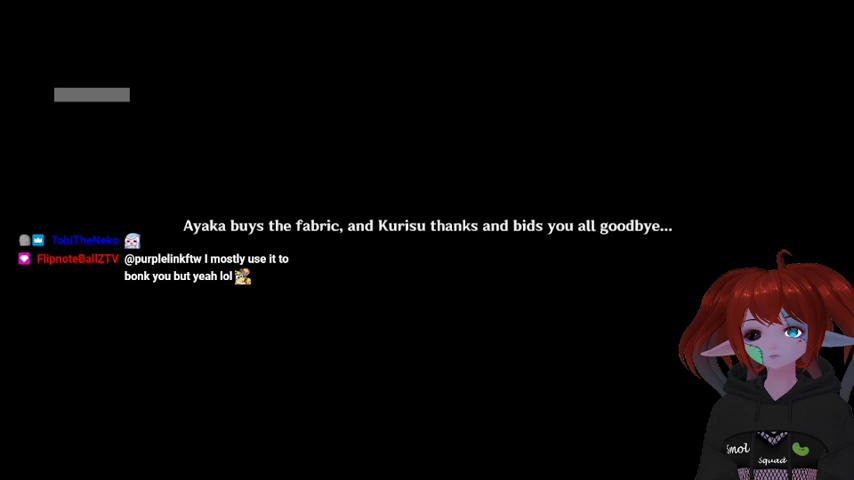 Ayaka buys the fabric, and Kurisu thanks and bids you all goodbye...
TobiTheNeko
FlipnoteBallZTV @purplelinkftw I mostly use it to
bonk you but yeah lol
Smol
Squad